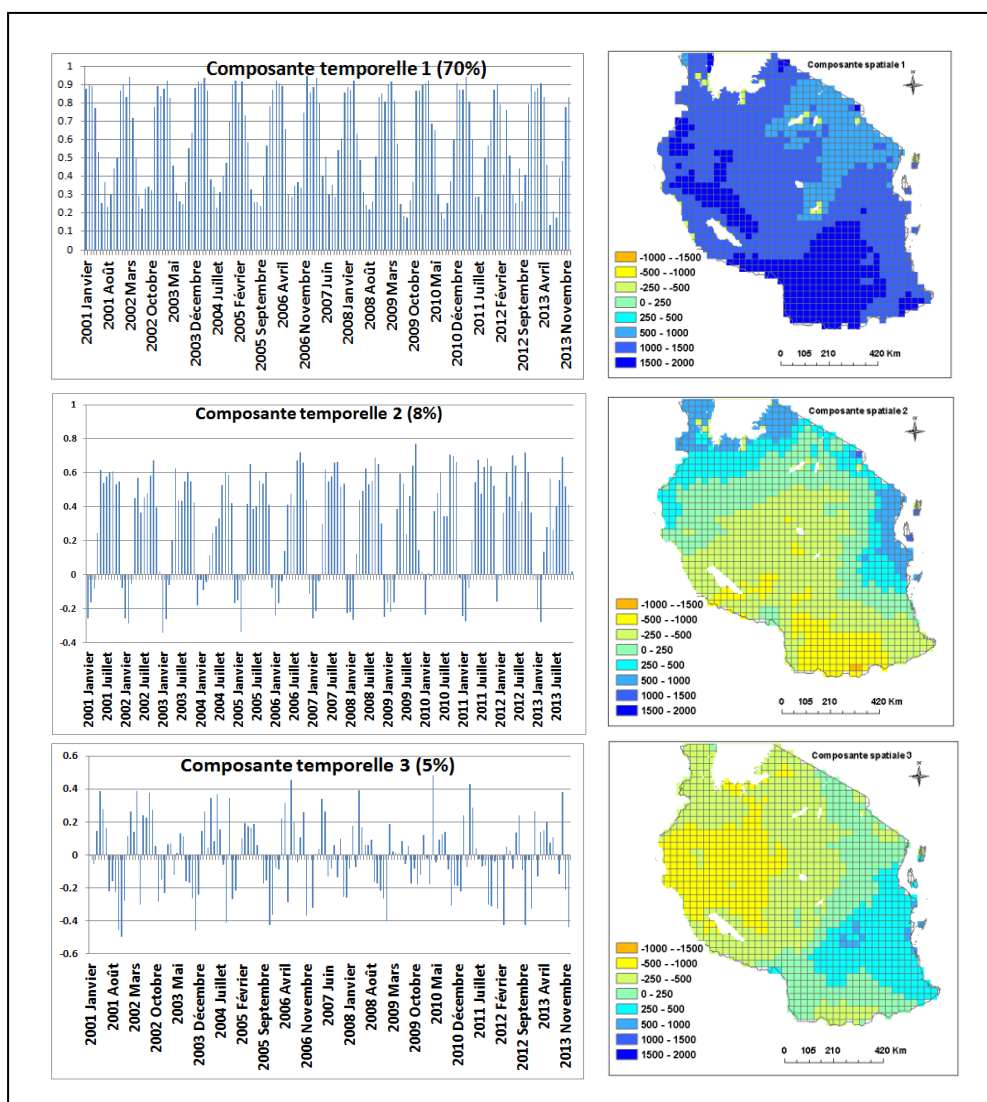 Composante temporelle 1 (70%)
1
0.9
0.8
0.7
0.6
0.5
0.4
0.3
0.2
0.1
0
2001 Janvier
2001 Août
2002 Mars
2002 Octobre
2003 Mai
2003 Décembre
2004 Juillet
2005 Février
2005 Septembre
2006 Avril
2006 Novembre
2007 Juin
2008 Janvier
2008 Août
2009 Mars
2009 Octobre
2010 Mai
2010 Décembre
2011 Juillet
2012 Février
2012 Septembre
2013 Avril
2013 Novembre
Composante spatiale 1
N
-1000 - -1500
-500 - -1000
-250 - -500
0 - 250
250 - 500
500 - 1000
1000 - 1500
1500 - 2000
0 105 210 420 Km
Composante temporelle 2 (8%)
0.8
0.6
0.4
0.2
0
-0.2
-0.4
2001 Janvier
2001 Juillet
2002 Janvier
2002 Juillet
2003 Janvier
2003 Juillet
2004 Janvier
2004 Juillet
2005 Janvier
2005 Juillet
2006 Janvier
2006 Juillet
2007 Janvier
2007 Juillet
2008 Janvier
2008 Juillet
2009 Janvier
2009 Juillet
2010 Janvier
2010 Juillet
2011 Janvier
2011 Juillet
2012 Janvier
2012 Juillet
2013 Janvier
2013 Juillet
Composante spatiale 2
N
-1000 - -1500
-500 - -1000
-250 - -500
0 - 250
250 - 500
500 - 1000
1000 - 1500
1500 - 2000
0 105 210 420 Km
Composante temporelle 3 (5%)
0.6
0.4
0.2
0
-0.2
-0.4
-0.6
2001 Janvier
2001 Août
2002 Mars
2002 Octobre
2003 Mai
2003 Décembre
2004 Juillet
2005 Février
2005 Septembre
2006 Avril
2006 Novembre
2007 Juin
2008 Janvier
2008 Août
2009 Mars
2009 Octobre
2010 Mai
2010 Décembre
2011 Juillet
2012 Février
2012 Septembre
2013 Avril
2013 Novembre
Composante spatiale 3
N
-1000 - -1500
-500 - -1000
-250 - -500
0 - 250
250 - 500
500 - 1000
1000 - 1500
1500 - 2000
0 105 210 420 Km